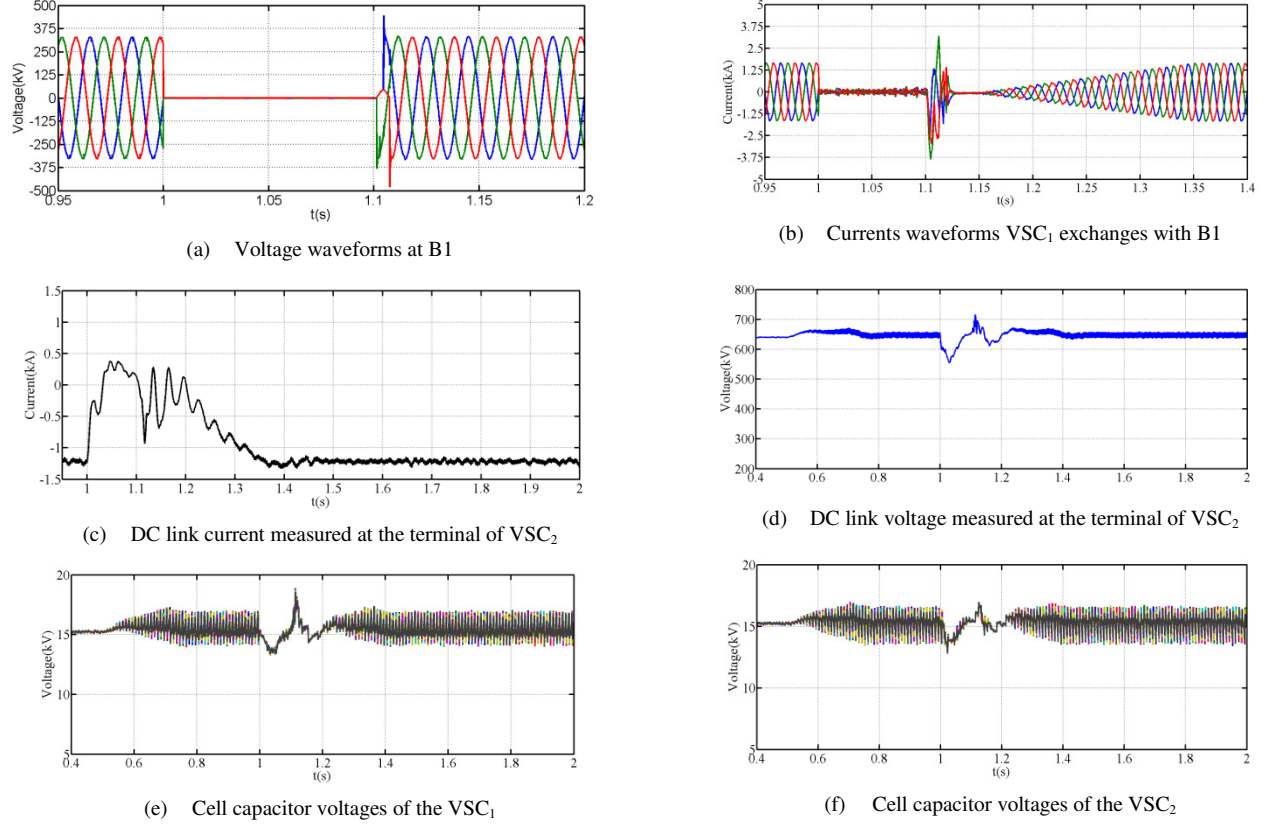 500
375
250
125
0
-125
-250
-375
-500
Voltage(kV)
0.95 1 1.05 1.1 1.15 1.2
t(s)
(a) Voltage waveforms at B1
5
3.75
2.5
1.25
0
-1.25
-2.5
-3.75
-5
Current(kA)
0.95 1 1.05 1.1 1.15 1.2 1.25 1.3 1.35 1.4
t(s)
(b) Currents waveforms VSC1 exchanges with B1
1.5
1
0.5
0
-0.5
-1
-1.5
Current(kA)
1 1.1 1.2 1.3 1.4 1.5 1.6 1.7 1.8 1.9 2
t(s)
(c) DC link current measured at the terminal of VSC2
800
700
600
500
400
300
200
Voltage(kV)
0.4 0.6 0.8 1 1.2 1.4 1.6 1.8 2
t(s)
(d) DC link voltage measured at the terminal of VSC2
20
15
10
5
Voltage(kV)
0.4 0.6 0.8 1 1.2 1.4 1.6 1.8 2
t(s)
(e) Cell capacitor voltages of the VSC1
20
15
10
5
Voltage(kV)
0.4 0.6 0.8 1 1.2 1.4 1.6 1.8 2
t(s)
(f) Cell capacitor voltages of the VSC2